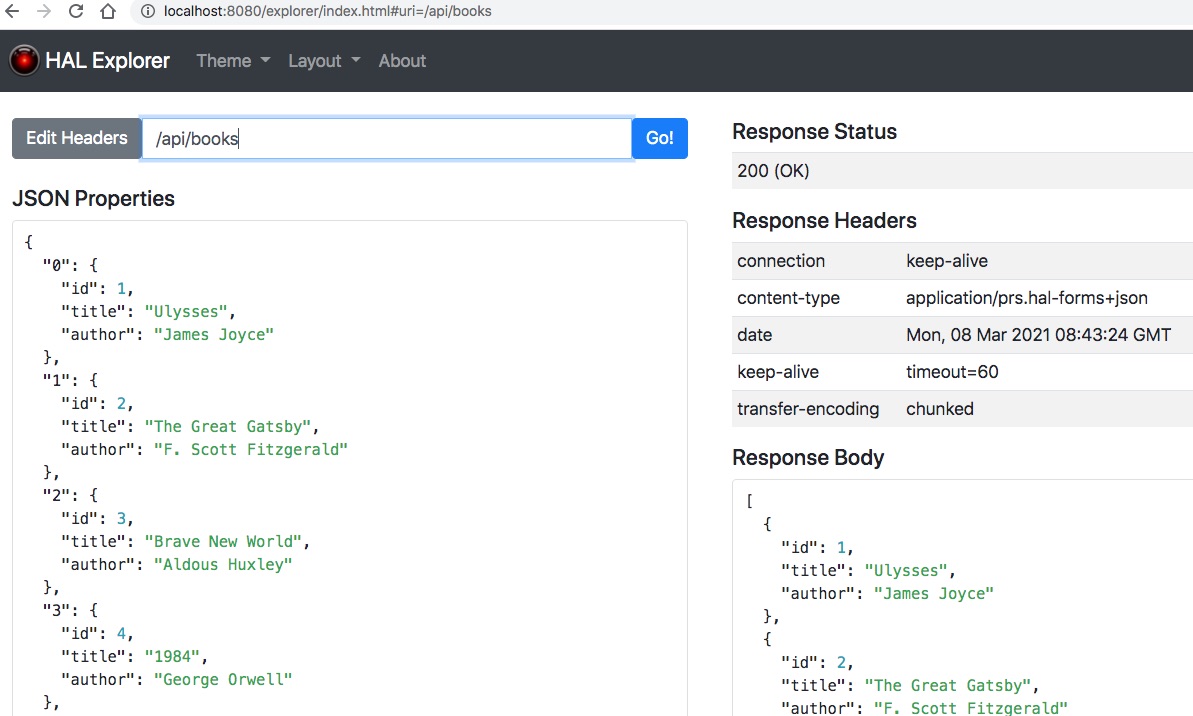 localhost:8080/explorer/index.html#uri=/api/books
HAL Explorer Theme Layout About
Edit Headers /api/books Go!
JSON Properties
{
"0": {
"id": 1,
"title": "Ulysses",
"author": "James Joyce"
},
"1": {
"id": 2,
"title": "The Great Gatsby",
"author": "F. Scott Fitzgerald"
},
"2": {
"id": 3,
"title": "Brave New World",
"author": "Aldous Huxley"
},
"3": {
"id": 4,
"title": "1984",
"author": "George Orwell"
},
Response Status
200 (OK)
Response Headers
connection keep-alive
content-type application/prs.hal-forms+json
date Mon, 08 Mar 2021 08:43:24 GMT
keep-alive timeout=60
transfer-encoding chunked
Response Body
[
{
"id": 1,
"title": "Ulysses",
"author": "James Joyce"
},
{
"id": 2,
"title": "The Great Gatsby",
"author": "F. Scott Fitzgerald"